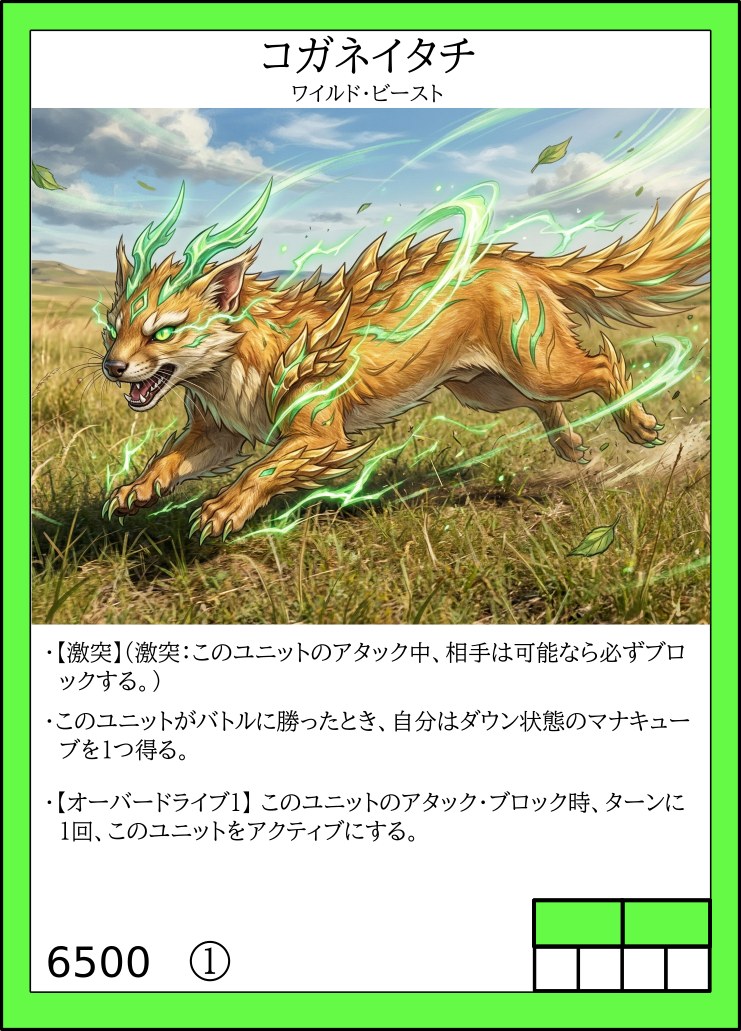 コガネイタチ
ワイルド・ビースト
・【激突】（激突：このユニットのアタック中、相手は可能なら必ずブロ
ックする。）
・このユニットがバトルに勝ったとき、自分はダウン状態のマナキュー
ブを1つ得る。
・【オーバードライブ1】 このユニットのアタック・ブロック時、ターンに
1回、このユニットをアクティブにする。
6500 ①